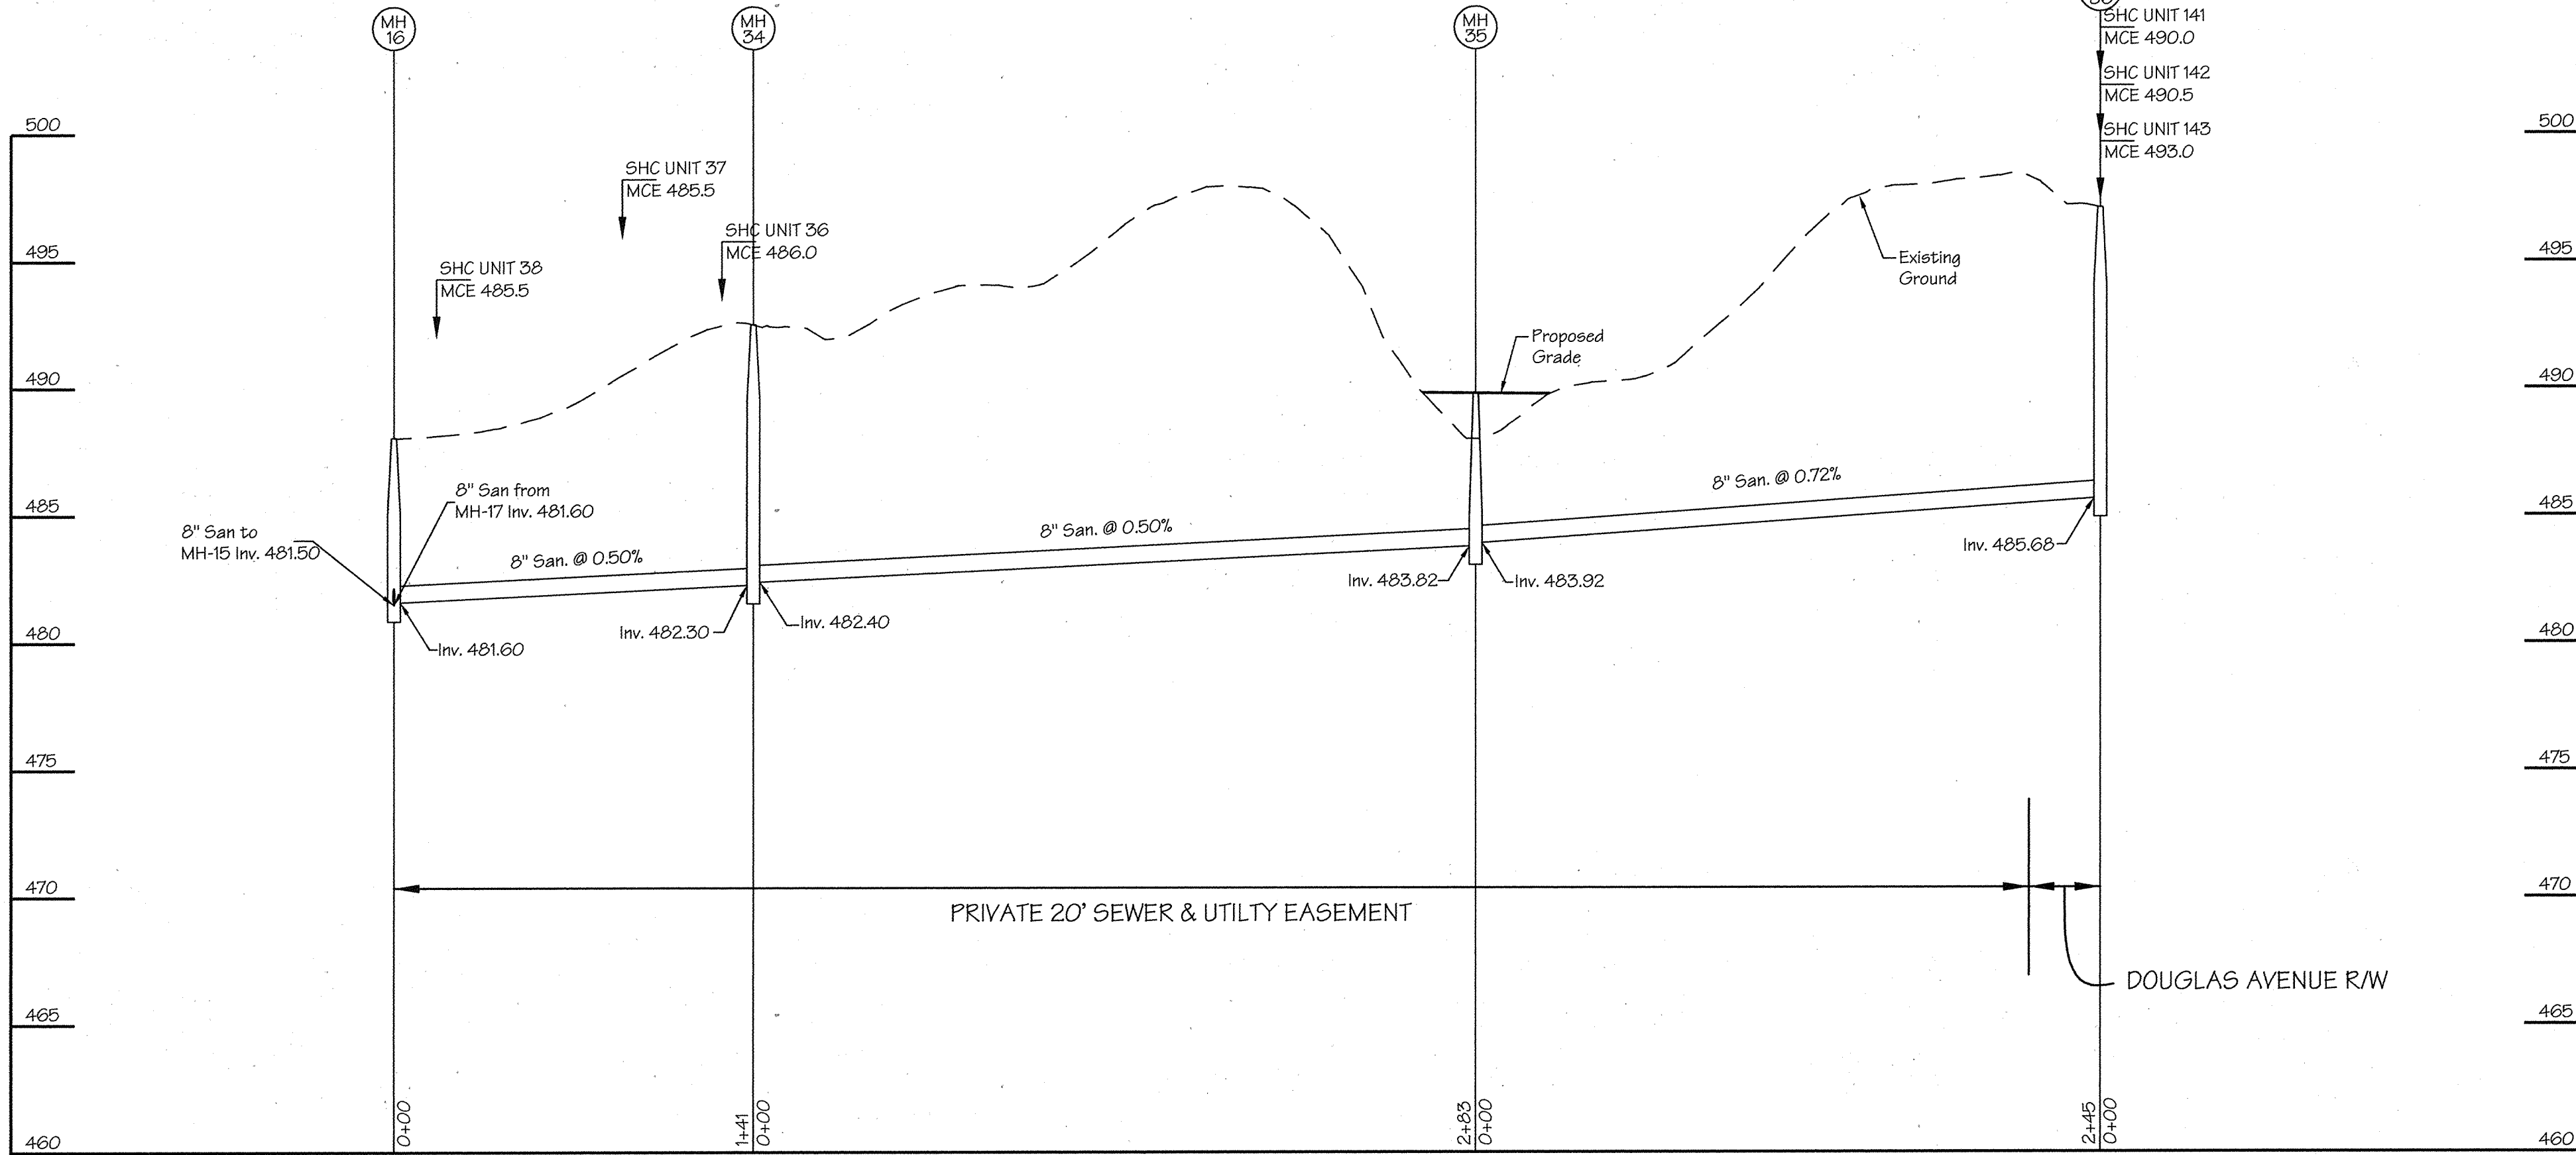 MH
16
MH
34
MH
35
SHC UNIT 141
MCE 490.0
SHC UNIT 142
MCE 490.5
SHC UNIT 143
MCE 493.0
500
500
SHC UNIT 37
MCE 485.5
SHC UNIT 36
MCE 486.0
SHC UNIT 38
MCE 485.5
495
495
Existing
Ground
Proposed
Grade
490
490
8" San from
MH-17 Inv. 481.60
8" San to
MH-15 Inv. 481.50
485
485
8" San. @ 0.50%
8" San. @ 0.50%
8" San. @ 0.72%
Inv. 481.60
Inv. 482.30
Inv. 482.40
Inv. 483.82
Inv. 483.92
Inv. 485.68
480
480
475
475
470
470
PRIVATE 20' SEWER & UTILTY EASEMENT
DOUGLAS AVENUE R/W
465
465
0+00
1+41
0+00
2+83
0+00
2+45
0+00
460
460